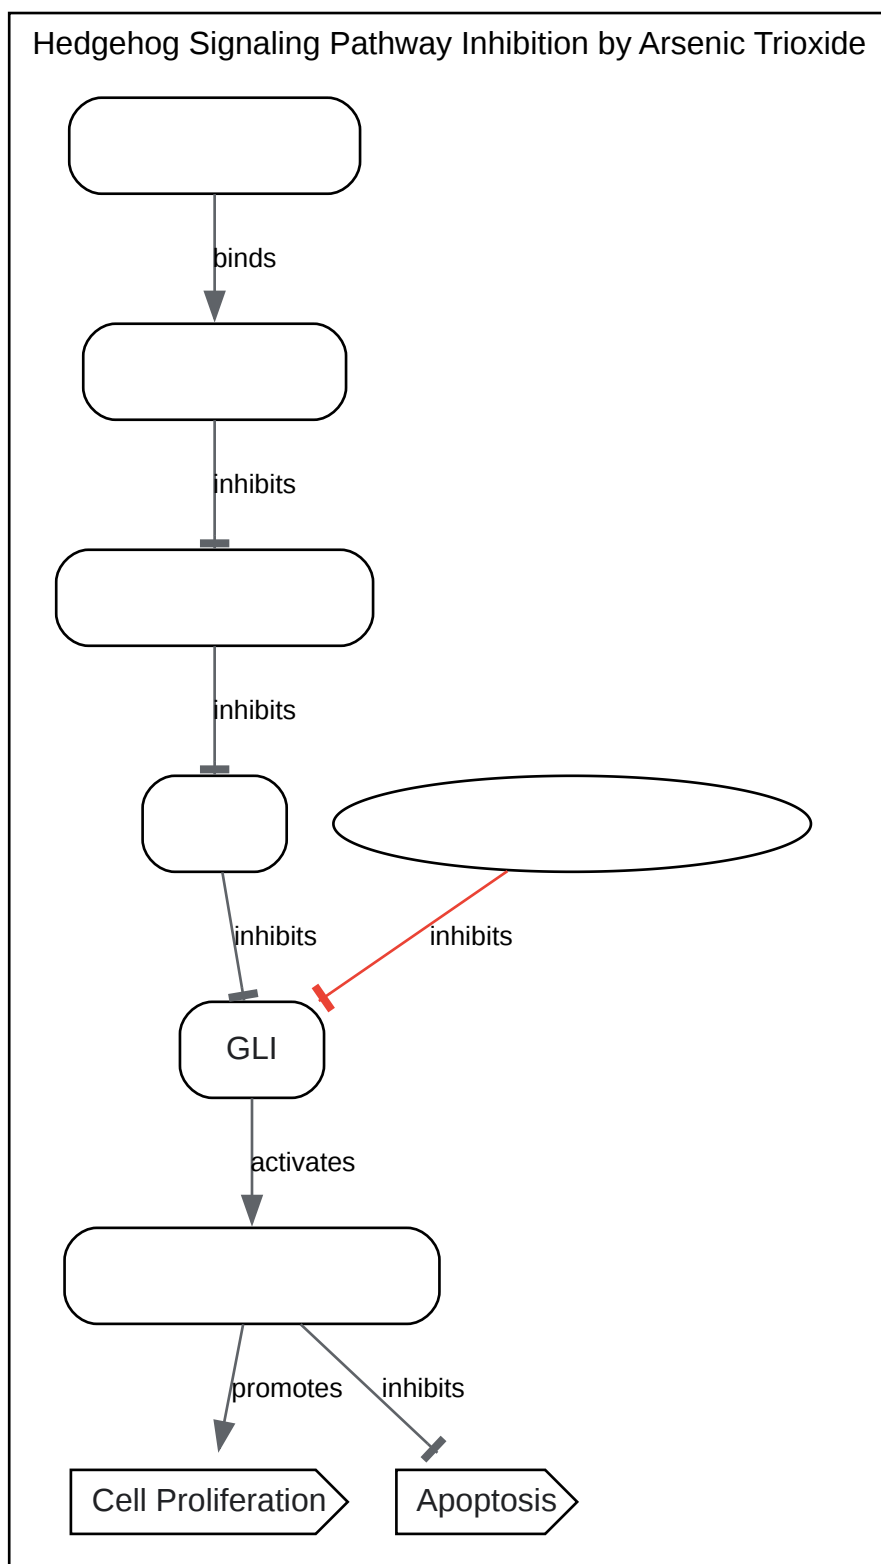 Hedgehog Signaling Pathway Inhibition by Arsenic Trioxide
binds
inhibits
inhibits
inhibits
inhibits
GLI
activates
promotes
inhibits
Cell Proliferation
Apoptosis